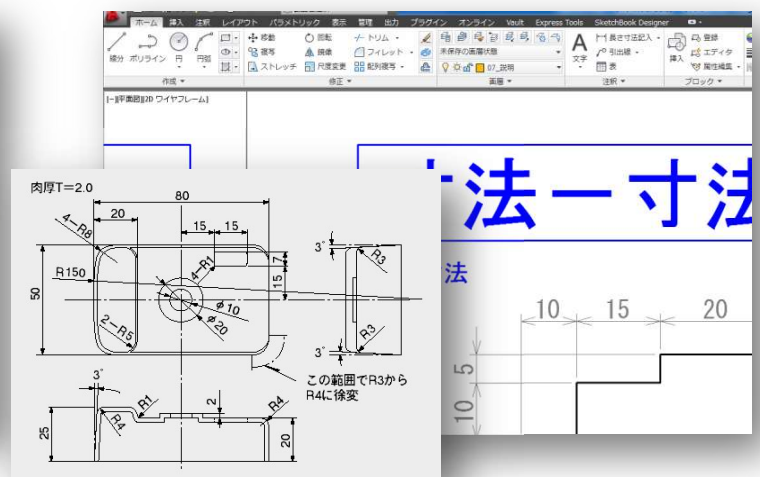 ホーム 挿入 注釈 レイアウト パラメトリック 表示 管理 出力 プラグイン オンライン Vault Express Tools SketchBook Designer
移動 回転 トリム
複写 鏡像 フィレット
ストレッチ 尺度変更 配列複写
線分 ポリライン 円 円弧
作成 修正
未保存の画層状態
07_説明
画層
文字
長さ寸法記入
引出線
表
注釈
挿入
登録
エディタ
属性編集
ブロック
[-][平面図][2D ワイヤフレーム]
寸法ー寸法
法
10 15 20
5
10
肉厚T=2.0
80
20
15 15
4-R8
3°
R3
7
R150
4-R1
15
50
φ10
φ20
2-R5
R3
3°
この範囲でR3から
R4に徐変
3°
R4
R1
2
R4
25
20